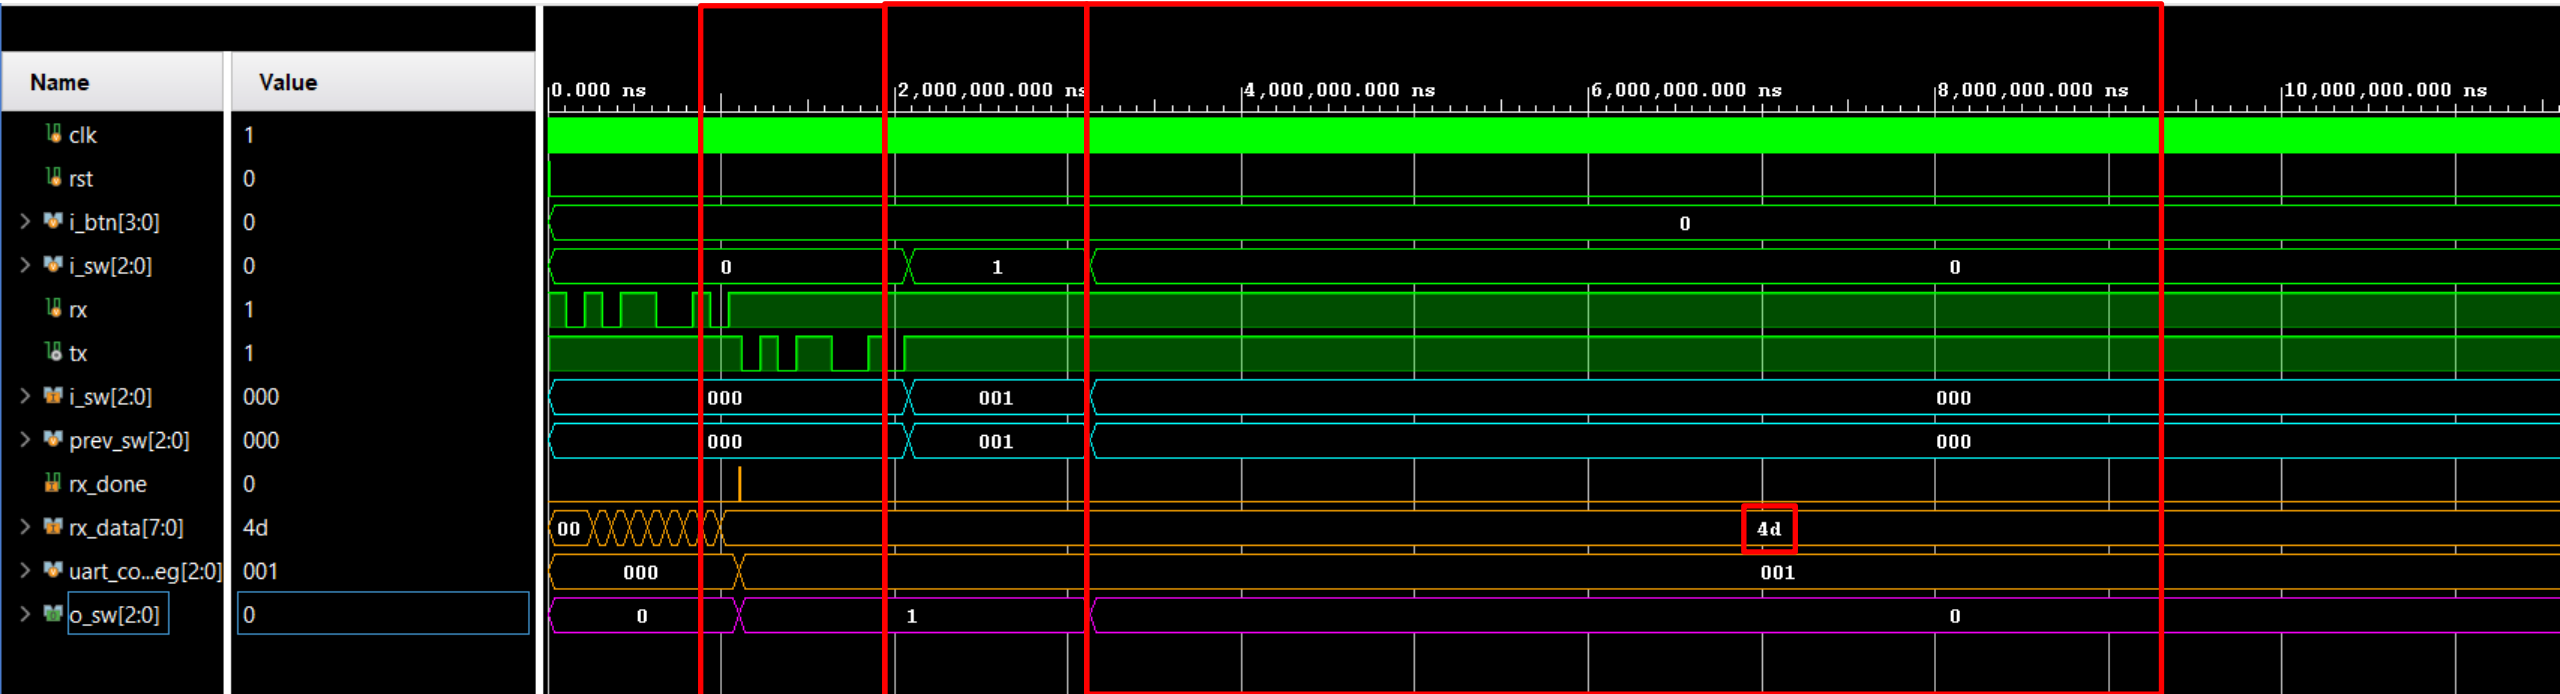 Name Value 0.000 ns 2,000,000.000 ns 4,000,000.000 ns 6,000,000.000 ns 8,000,000.000 ns 10,000,000.000 ns
clk 1
rst 0
i_btn[3:0] 0 0
i_sw[2:0] 0 0 1 0
rx 1
tx 1
i_sw[2:0] 000 000 001 000
prev_sw[2:0] 000 000 001 000
rx_done 0
rx_data[7:0] 4d 00 4d
uart_co...eg[2:0] 001 000 001
o_sw[2:0] 0 0 1 0